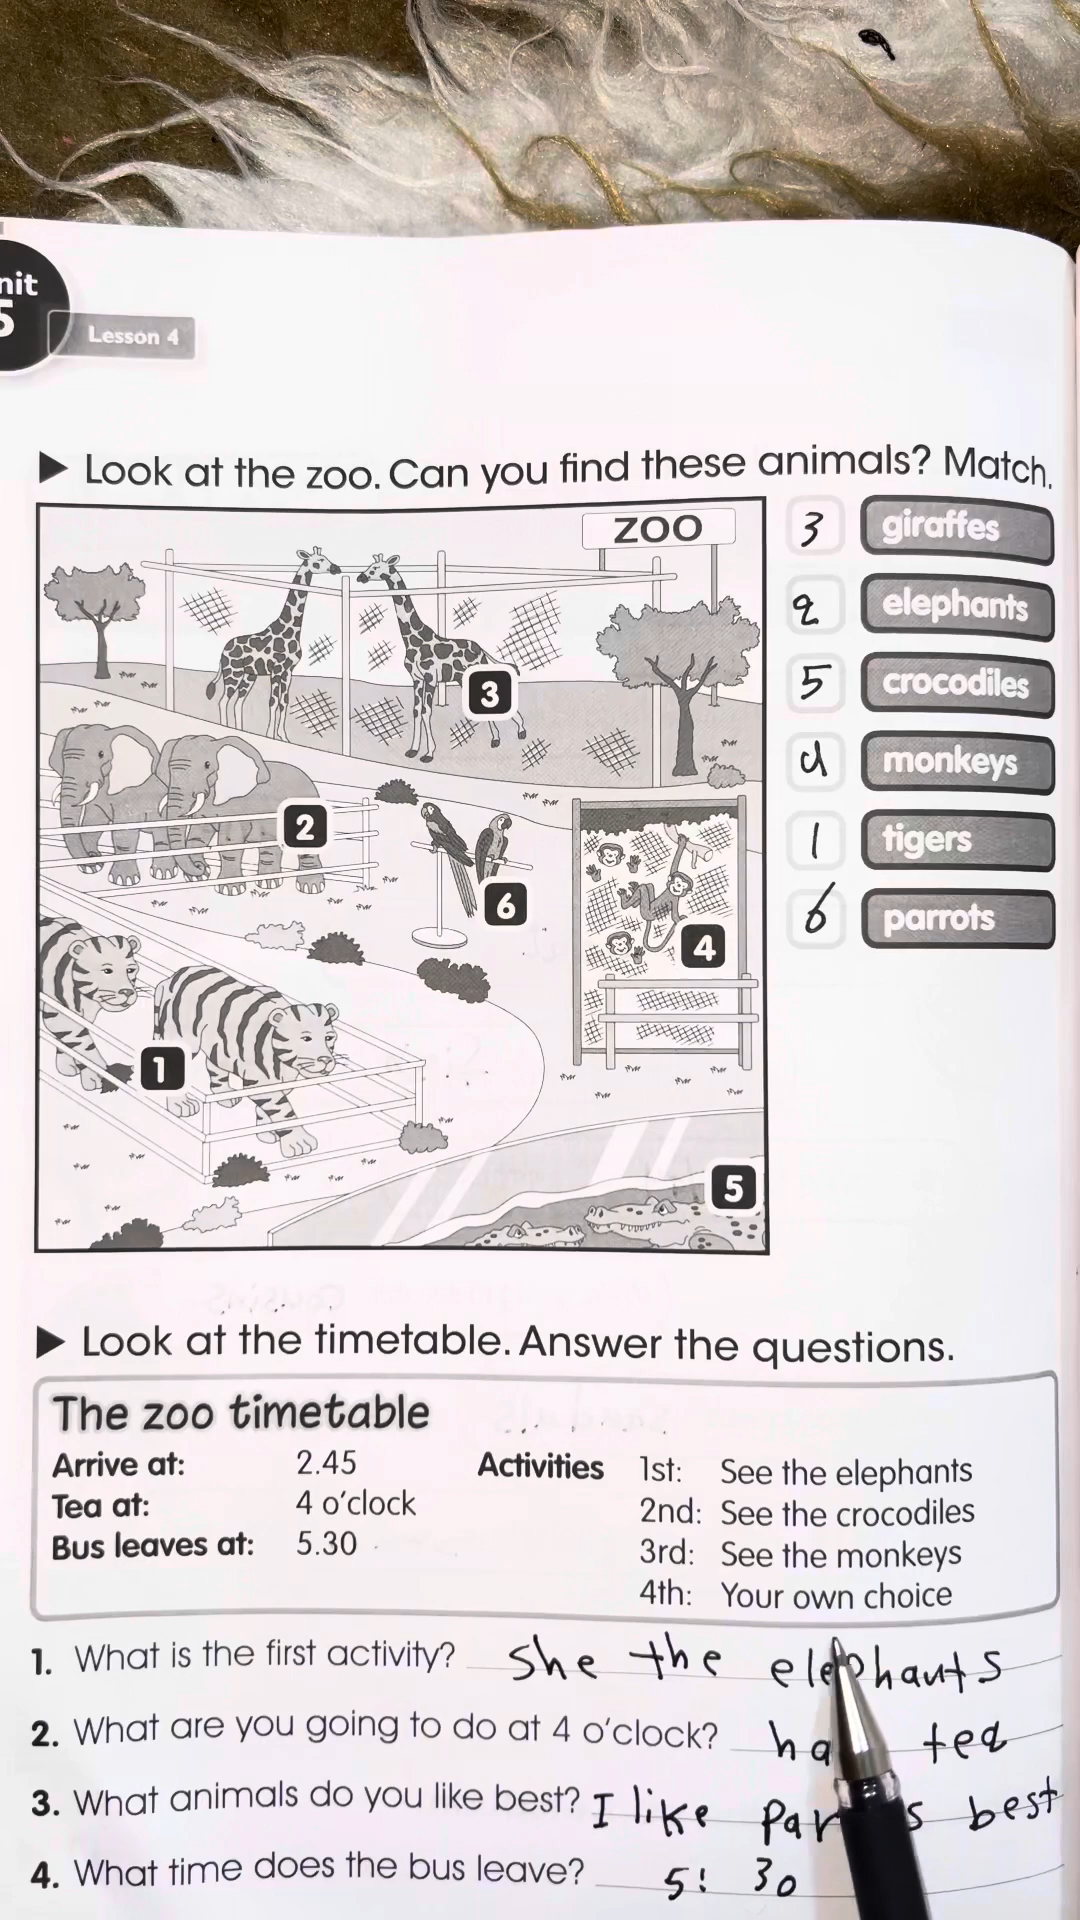 5
Lesson 4
Look at the zoo. Can you find these animals? Match.
ZOO
3 giraffes
2 elephants
5 crocodiles
4 monkeys
1 tigers
6 parrots
3
2
6
4
1
5
Look at the timetable. Answer the questions.
The zoo timetable
Arrive at: 2.45
Tea at: 4 o'clock
Bus leaves at: 5.30
Activities 1st: See the elephants
2nd: See the crocodiles
3rd: See the monkeys
4th: Your own choice
1. What is the first activity? she the elephants
2. What are you going to do at 4 o'clock? tea
3. What animals do you like best? I like best
4. What time does the bus leave? 5: 30